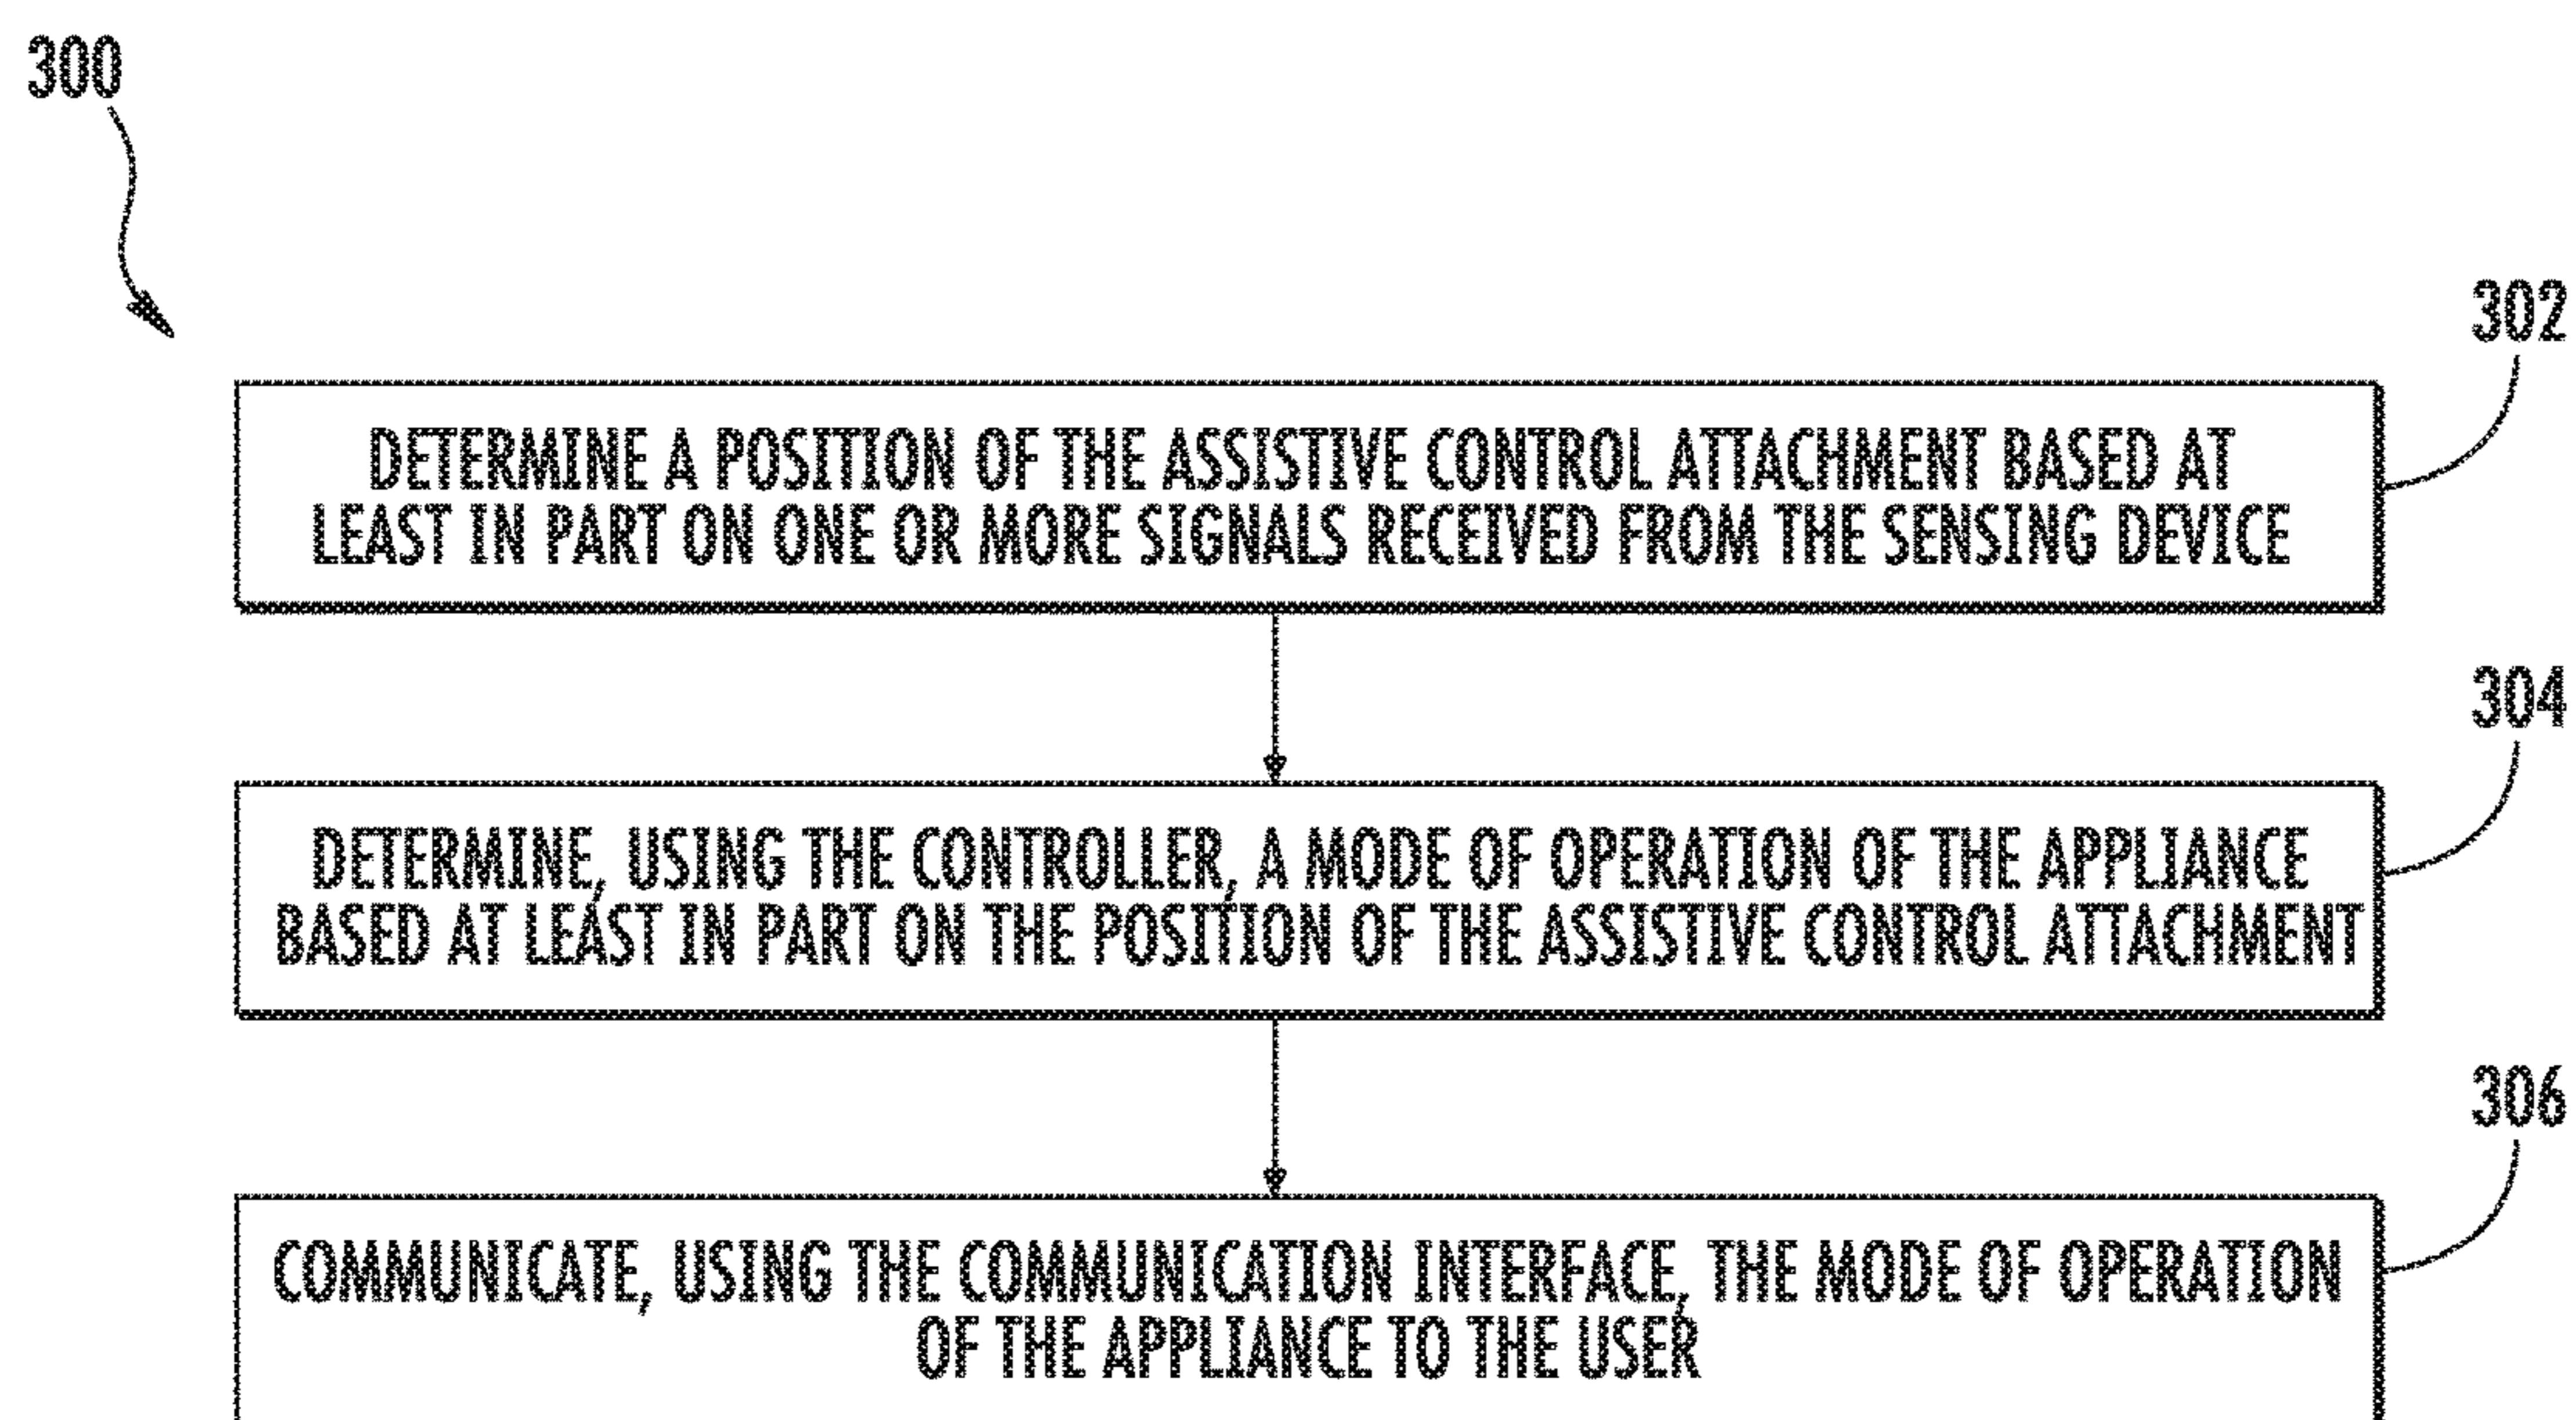 300
302
DETERMINE A POSITION OF THE ASSISTIVE CONTROL ATTACHMENT BASED AT
LEAST IN PART ON ONE OR MORE SIGNALS RECEIVED FROM THE SENSING DEVICE
304
DETERMINE, USING THE CONTROLLER, A MODE OF OPERATION OF THE APPLIANCE
BASED AT LEAST IN PART ON THE POSITION OF THE ASSISTIVE CONTROL ATTACHMENT
306
COMMUNICATE, USING THE COMMUNICATION INTERFACE, THE MODE OF OPERATION
OF THE APPLIANCE TO THE USER